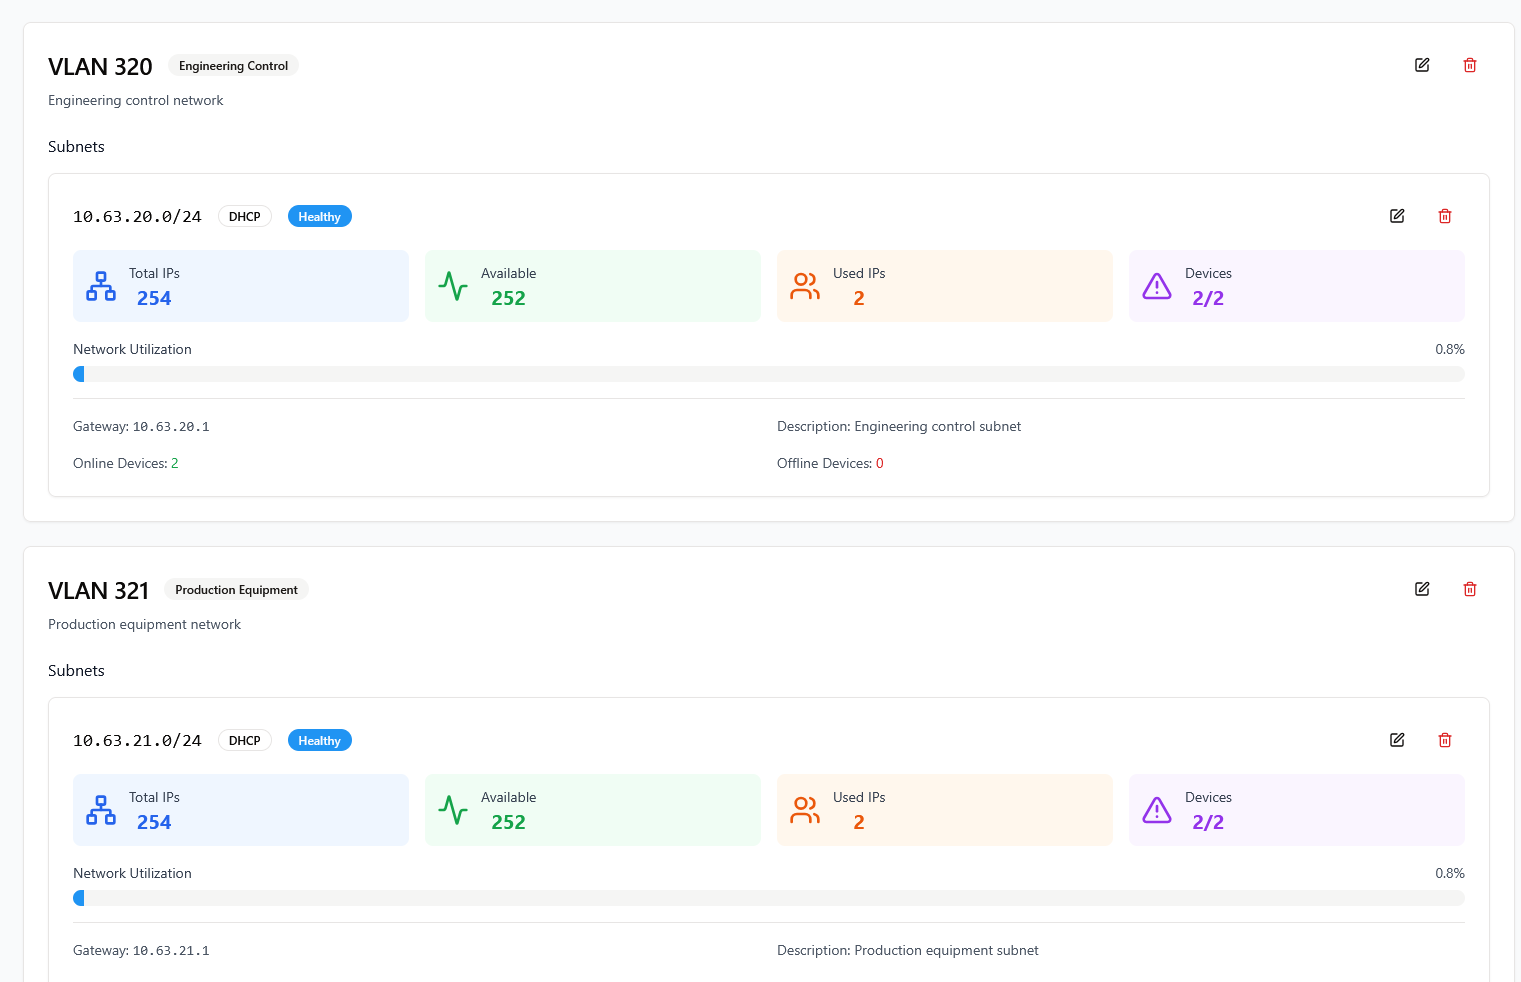 VLAN 320 Engineering Control
Engineering control network
Subnets
10.63.20.0/24 DHCP Healthy
Total IPs
254
Available
252
Used IPs
2
Devices
2/2
Network Utilization 0.8%
Gateway: 10.63.20.1
Description: Engineering control subnet
Online Devices: 2
Offline Devices: 0
VLAN 321 Production Equipment
Production equipment network
Subnets
10.63.21.0/24 DHCP Healthy
Total IPs
254
Available
252
Used IPs
2
Devices
2/2
Network Utilization 0.8%
Gateway: 10.63.21.1
Description: Production equipment subnet